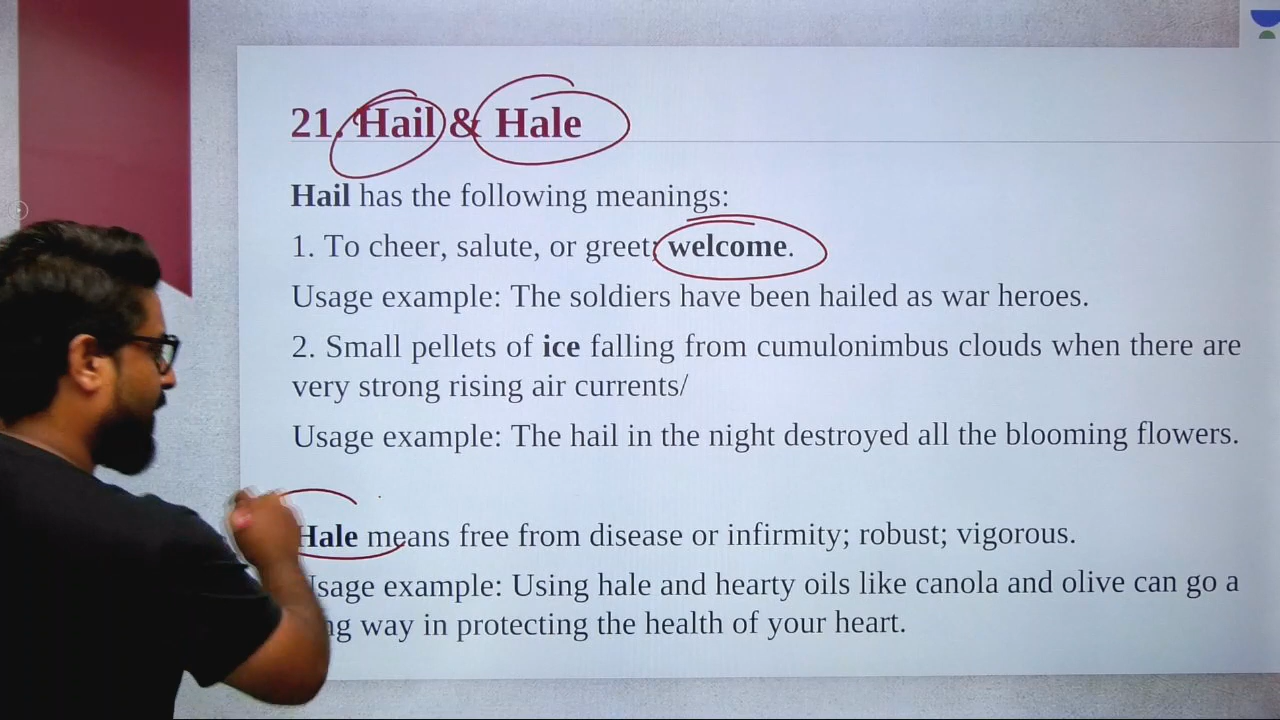 21. Hail & Hale
Hail has the following meanings:
1. To cheer, salute, or greet; welcome.
Usage example: The soldiers have been hailed as war heroes.
2. Small pellets of ice falling from cumulonimbus clouds when there are
very strong rising air currents/
Usage example: The hail in the night destroyed all the blooming flowers.
Hale means free from disease or infirmity; robust; vigorous.
Usage example: Using hale and hearty oils like canola and olive can go a
way in protecting the health of your heart.